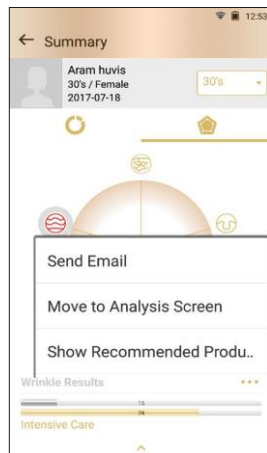 12:53
← Summary
Aram huvis
30's / Female
2017-07-18
30's
Send Email
Move to Analysis Screen
Show Recommended Produ..
Wrinkle Results
15
74
Intensive Care